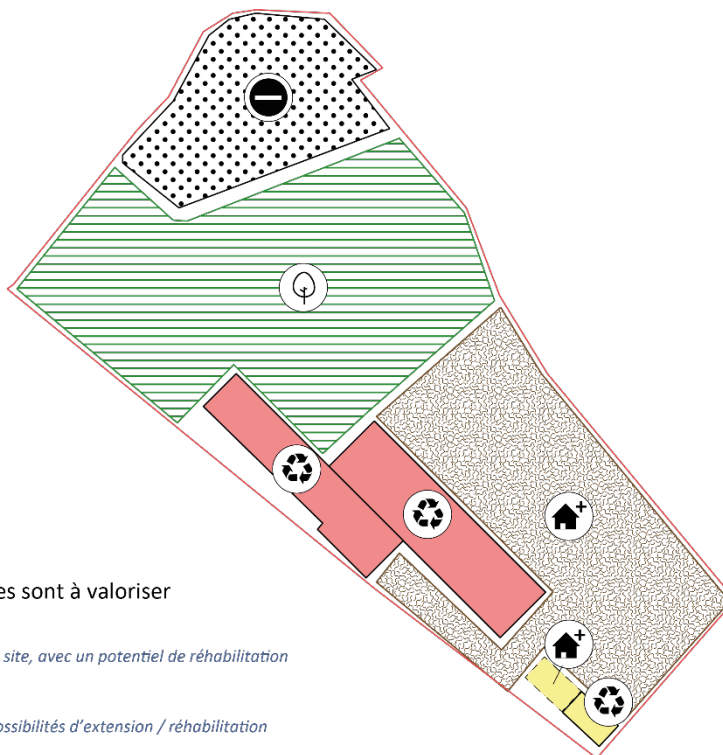 es sont à valoriser
site, avec un potentiel de réhabilitation
ossibilités d'extension / réhabilitation